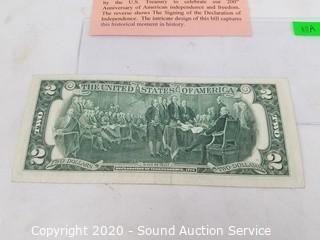 by the U.S. Treasury to celebrate our 200th
Anniversary of American independence and freedom.
The reverse shows The Signing of the Declaration of
Independence. The intricate design of this bill captures
this historical moment in history.
THE UNITED STATES OF AMERICA
TWO
2
2
TWO DOLLARS
TWO DOLLARS
Copyright 2020 - Sound Auction Service